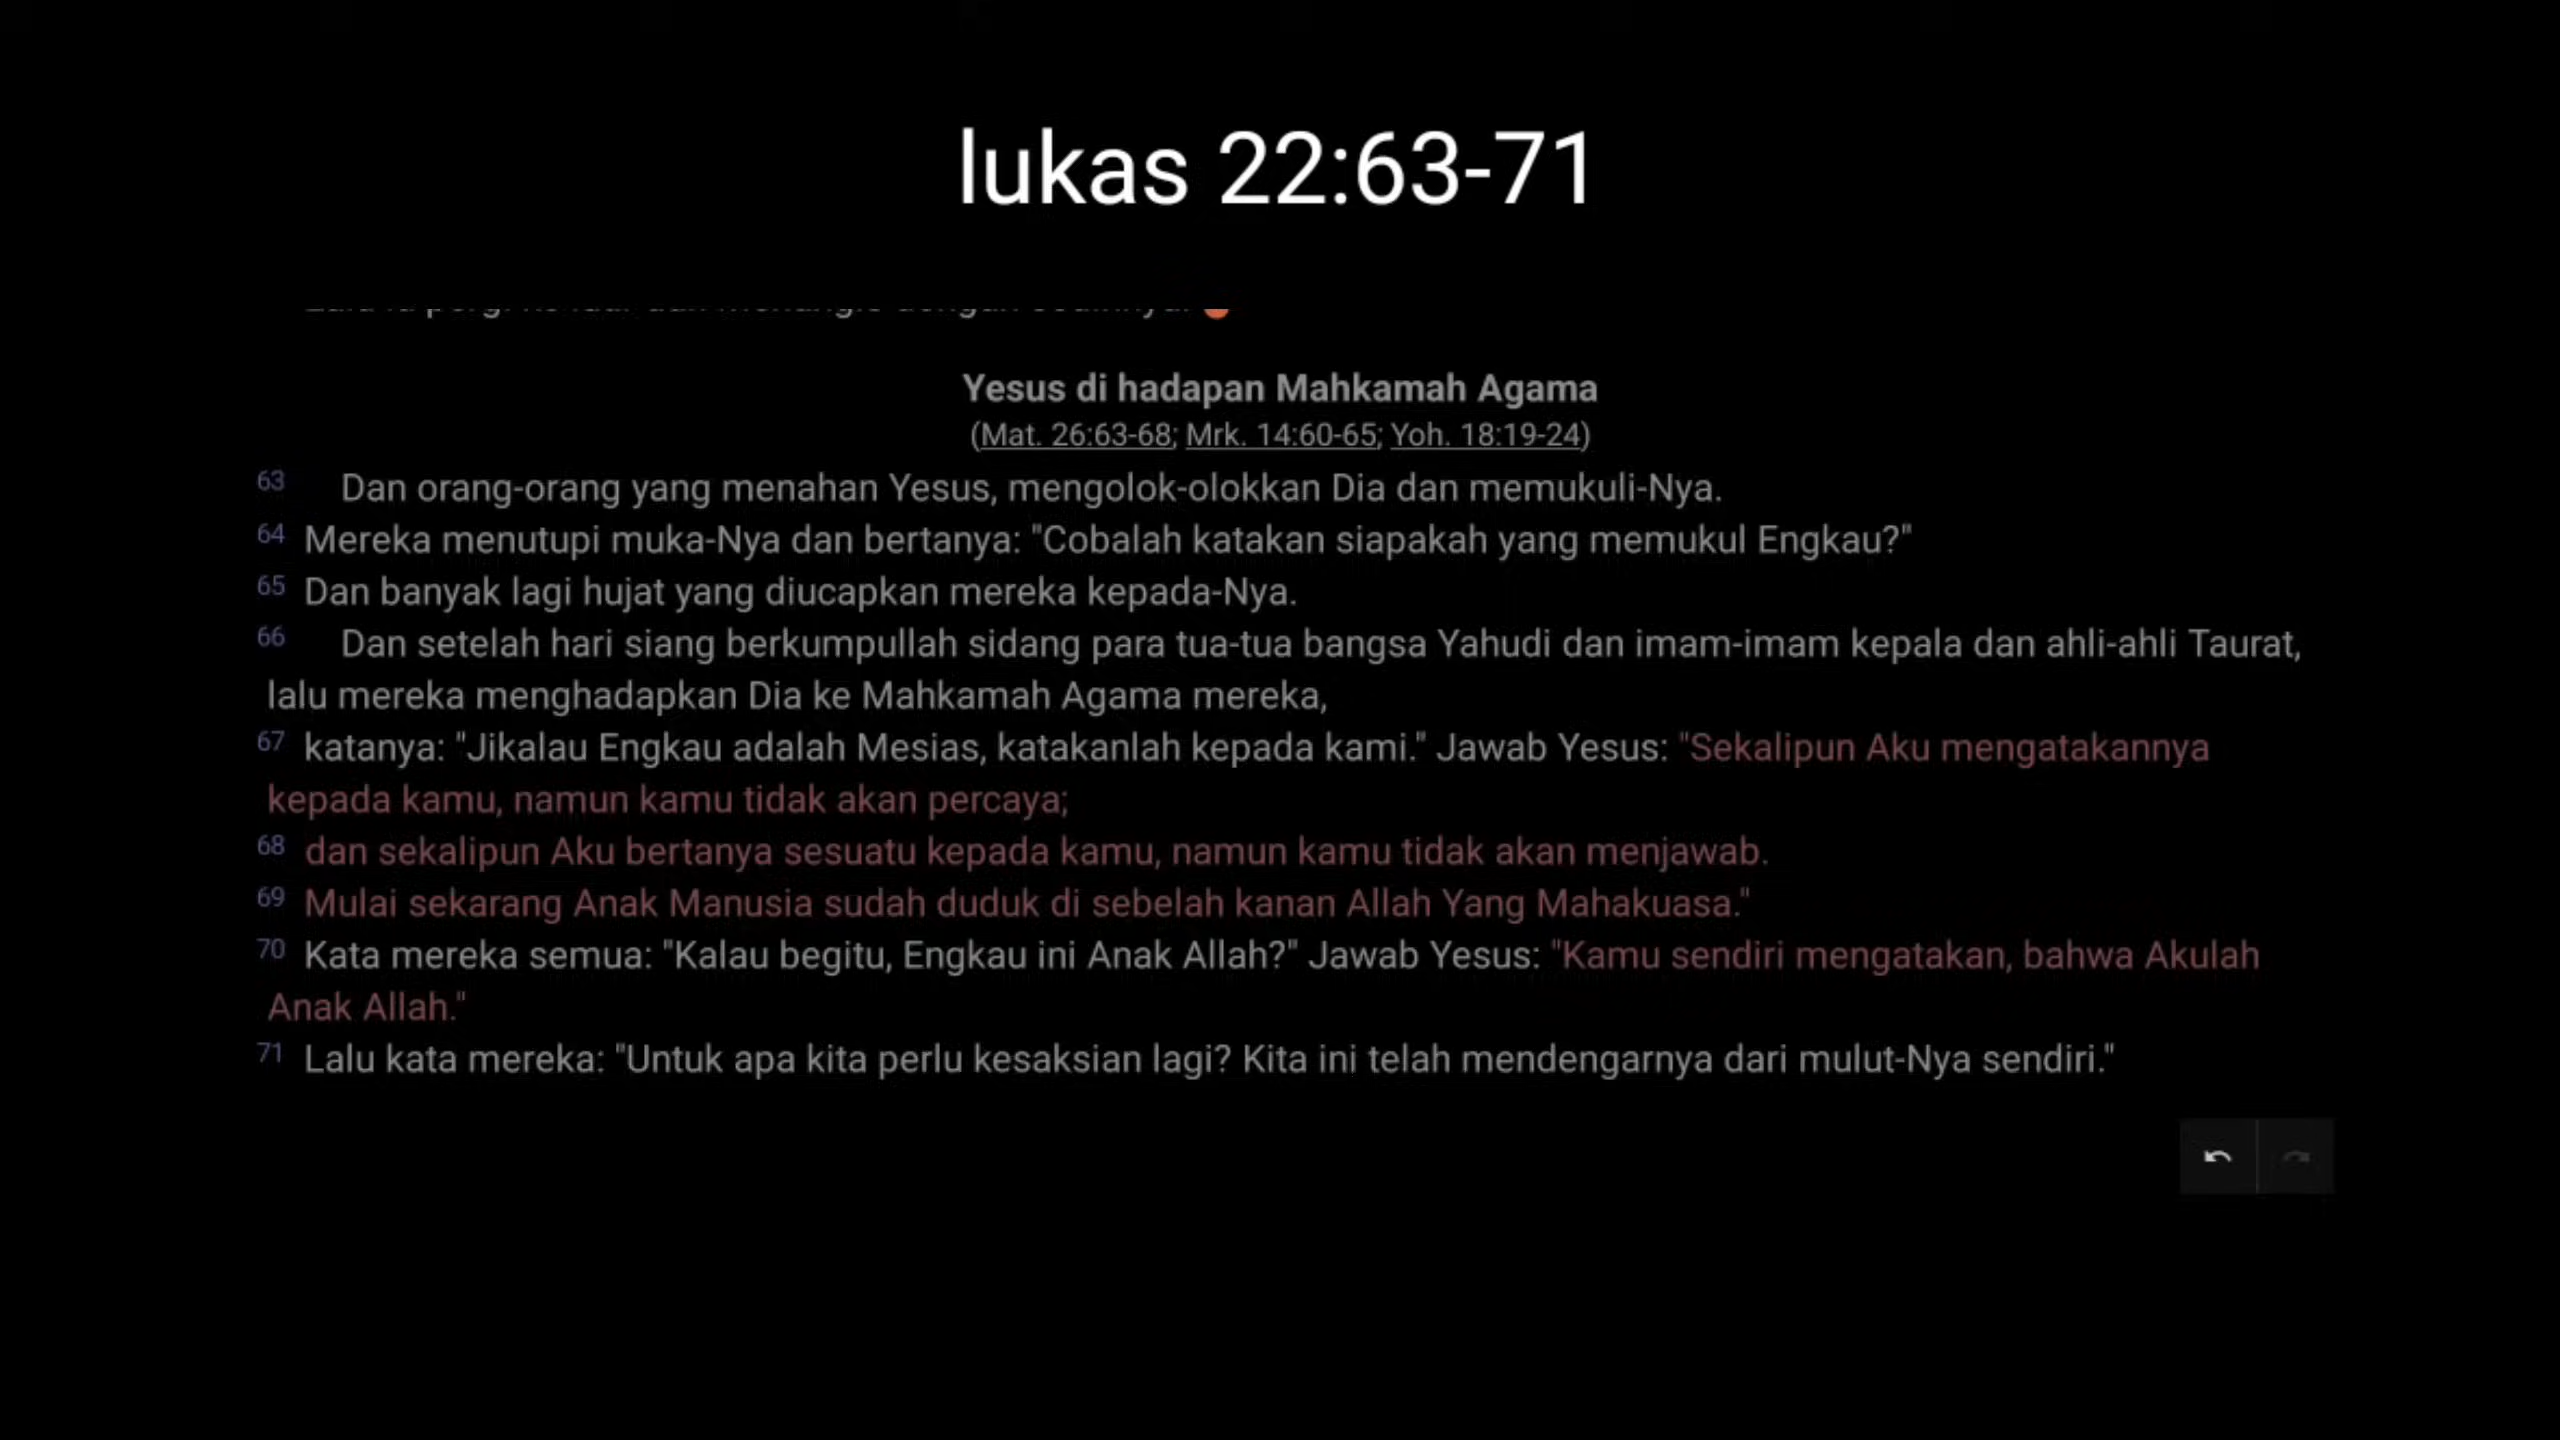 lukas 22:63-71
Yesus di hadapan Mahkamah Agama
(Mat. 26:63-68; Mrk. 14:60-65; Yoh. 18:19-24)
63 Dan orang-orang yang menahan Yesus, mengolok-olokkan Dia dan memukuli-Nya.
64 Mereka menutupi muka-Nya dan bertanya: "Cobalah katakan siapakah yang memukul Engkau?"
65 Dan banyak lagi hujat yang diucapkan mereka kepada-Nya.
66 Dan setelah hari siang berkumpullah sidang para tua-tua bangsa Yahudi dan imam-imam kepala dan ahli-ahli Taurat,
lalu mereka menghadapkan Dia ke Mahkamah Agama mereka,
67 katanya: "Jikalau Engkau adalah Mesias, katakanlah kepada kami." Jawab Yesus: "Sekalipun Aku mengatakannya
kepada kamu, namun kamu tidak akan percaya;
68 dan sekalipun Aku bertanya sesuatu kepada kamu, namun kamu tidak akan menjawab.
69 Mulai sekarang Anak Manusia sudah duduk di sebelah kanan Allah Yang Mahakuasa."
70 Kata mereka semua: "Kalau begitu, Engkau ini Anak Allah?" Jawab Yesus: "Kamu sendiri mengatakan, bahwa Akulah
Anak Allah."
71 Lalu kata mereka: "Untuk apa kita perlu kesaksian lagi? Kita ini telah mendengarnya dari mulut-Nya sendiri."